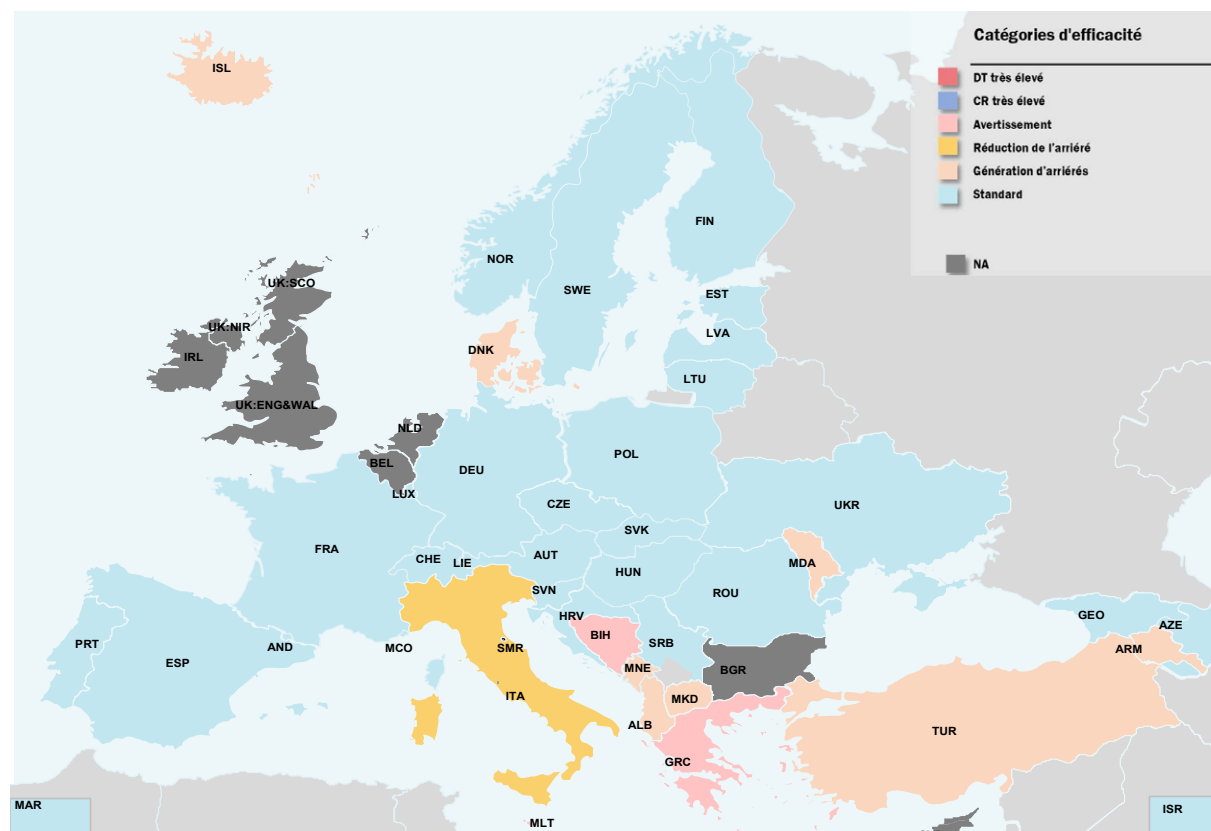 Catégories d'efficacité
DT très élevé
CR très élevé
Avertissement
Réduction de l'arriéré
Génération d'arriérés
Standard
NA
ISL
NOR
SWE
FIN
EST
LVA
LTU
DNK
UK:SCO
UK:NIR
IRL
UK:ENG&WAL
NLD
BEL
LUX
DEU
POL
CZE
SVK
UKR
FRA
CHE
LIE
AUT
HUN
MDA
ROU
SVN
HRV
BIH
SRB
PRT
ESP
AND
MCO
SMR
ITA
MNE
BGR
MKD
ALB
GRC
TUR
GEO
AZE
ARM
MAR
MLT
ISR